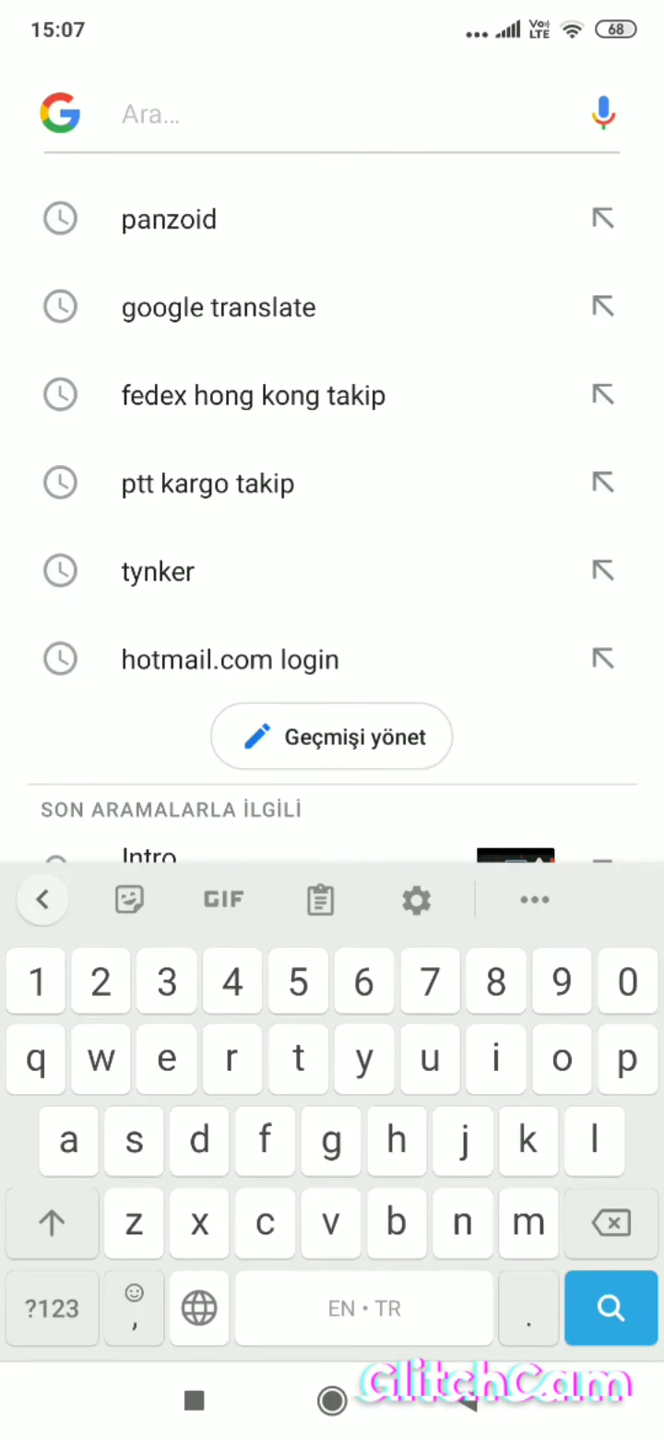 15:07
Vo)) LTE
68
Ara...
panzoid
google translate
fedex hong kong takip
ptt kargo takip
tynker
hotmail.com login
Geçmişi yönet
SON ARAMALARLA İLGİLİ
Intro
GIF
1 2 3 4 5 6 7 8 9 0
q w e r t y u i o p
a s d f g h j k l
z x c v b n m
?123 , EN • TR .
GlitchCam